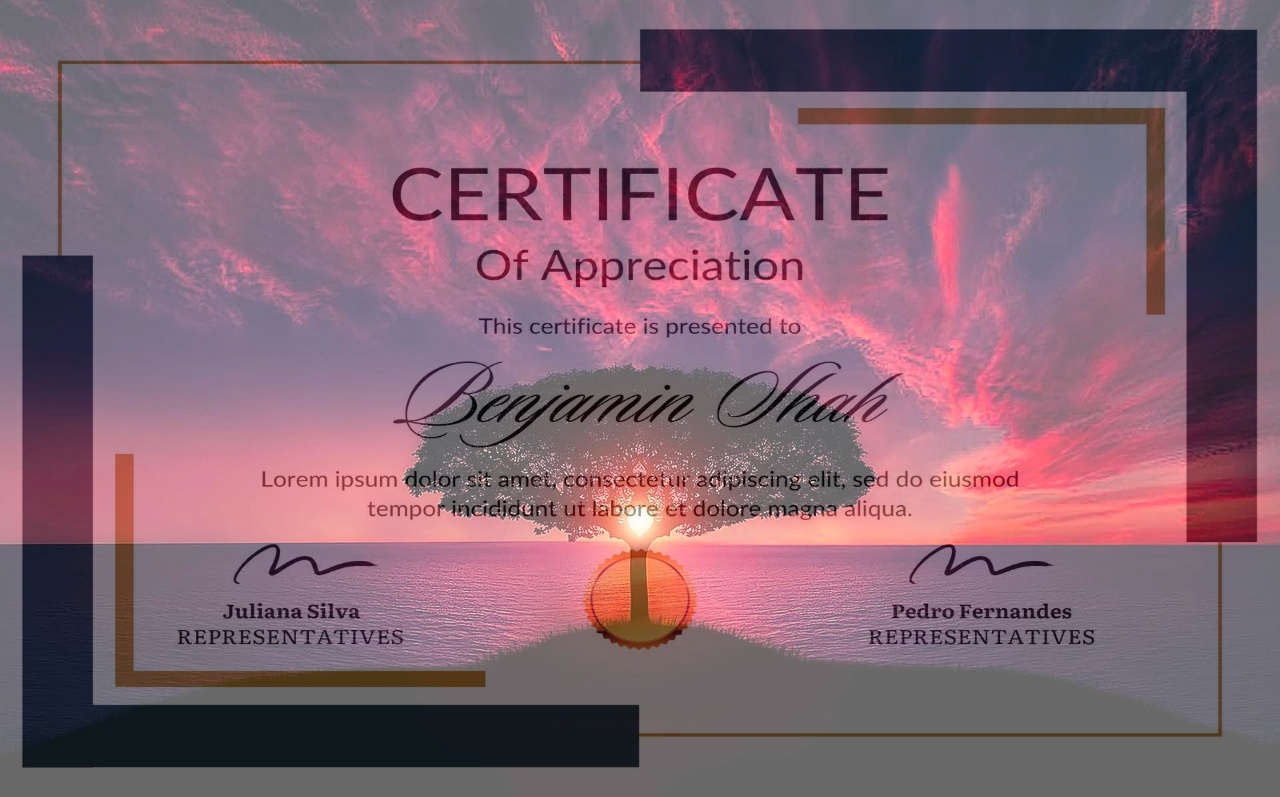 CERTIFICATE
Of Appreciation
This certificate is presented to
Benjamin Shah
Lorem ipsum dolor sit amet, consectetur adipiscing elit, sed do eiusmod
tempor incididunt ut labore et dolore magna aliqua.
Juliana Silva
REPRESENTATIVES
Pedro Fernandes
REPRESENTATIVES